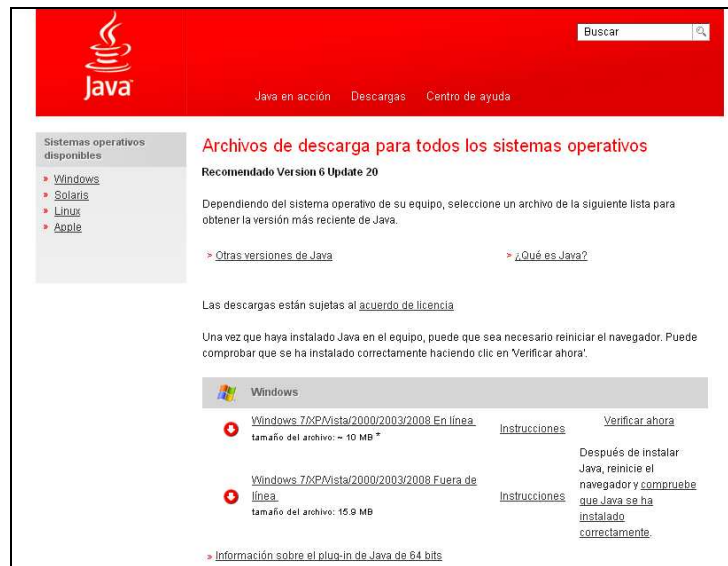 Java
Buscar
Java en acción Descargas Centro de ayuda
Sistemas operativos
disponibles
» Windows
» Solaris
» Linux
» Apple
Archivos de descarga para todos los sistemas operativos
Recomendado Version 6 Update 20
Dependiendo del sistema operativo de su equipo, seleccione un archivo de la siguiente lista para
obtener la versión más reciente de Java.
» Otras versiones de Java » ¿Qué es Java?
Las descargas están sujetas al acuerdo de licencia
Una vez que haya instalado Java en el equipo, puede que sea necesario reiniciar el navegador. Puede
comprobar que se ha instalado correctamente haciendo clic en 'Verificar ahora'.
Windows
Windows 7/XP/Vista/2000/2003/2008 En línea
tamaño del archivo: ~ 10 MB *
Instrucciones
Windows 7/XP/Vista/2000/2003/2008 Fuera de
línea
tamaño del archivo: 15.9 MB
Instrucciones
Verificar ahora
Después de instalar
Java, reinicie el
navegador y compruebe
que Java se ha
instalado
correctamente.
» Información sobre el plug-in de Java de 64 bits